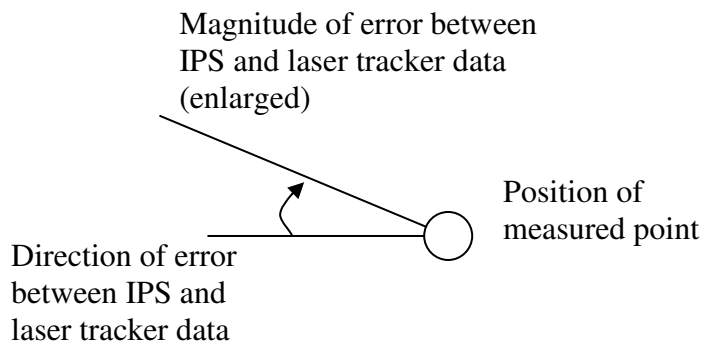 Magnitude of error between
IPS and laser tracker data
(enlarged)
Position of
measured point
Direction of error
between IPS and
laser tracker data